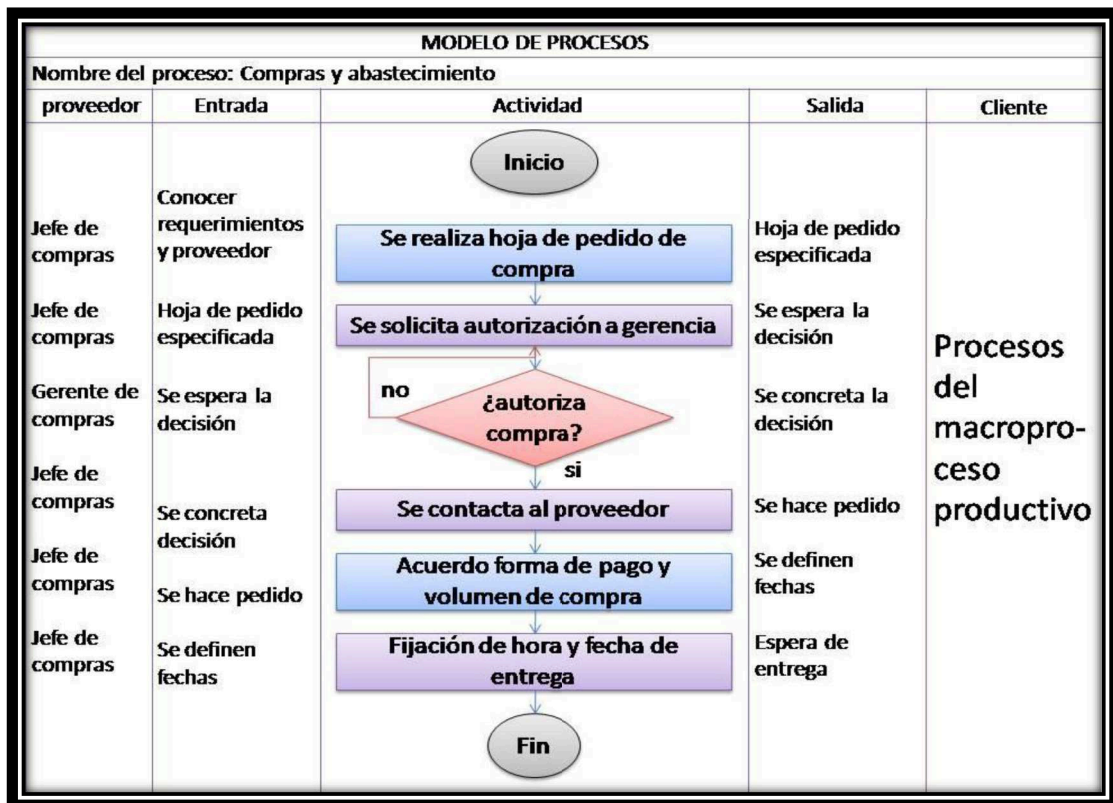 MODELO DE PROCESOS
Nombre del proceso: Compras y abastecimiento
proveedor
Entrada
Actividad
Salida
Cliente
Inicio
Jefe de
compras
Conocer
requerimientos
y proveedor
Se realiza hoja de pedido de
compra
Hoja de pedido
especificada
Jefe de
compras
Hoja de pedido
especificada
Se solicita autorización a gerencia
Se espera la
decisión
Gerente de
compras
Se espera la
decisión
no
¿autoriza
compra?
si
Se concreta la
decisión
Jefe de
compras
Se concreta
decisión
Se contacta al proveedor
Se hace pedido
Jefe de
compras
Se hace pedido
Acuerdo forma de pago y
volumen de compra
Se definen
fechas
Jefe de
compras
Se definen
fechas
Fijación de hora y fecha de
entrega
Espera de
entrega
Fin
Procesos
del
macropro-
ceso
productivo